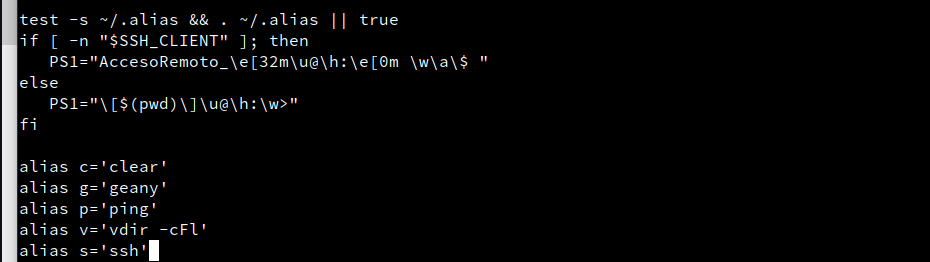 test -s ~/.alias && . ~/.alias || true
if [ -n "$SSH_CLIENT" ]; then
   PS1="AccesoRemoto_\e[32m\u@\h:\e[0m \w\a\$ "
else
   PS1="\[$(pwd)\]\u@\h:\w>"
fi

alias c='clear'
alias g='geany'
alias p='ping'
alias v='vdir -cFl'
alias s='ssh'